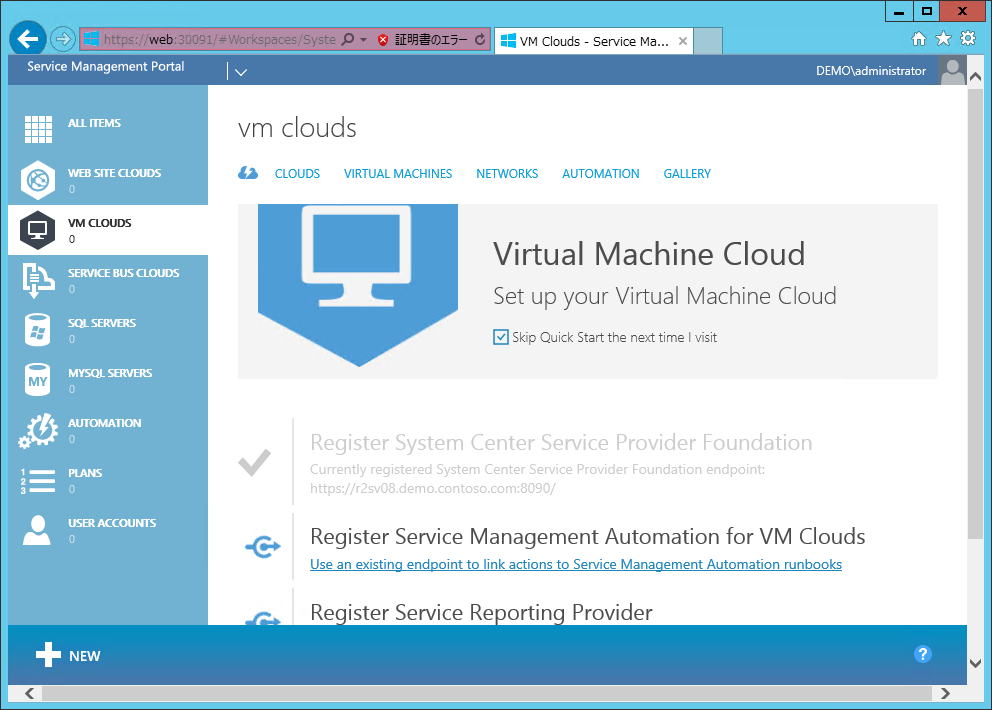 https://web:30091/#Workspaces/Syste
証明書のエラー
VM Clouds - Service Ma...
Service Management Portal
DEMO\administrator
ALL ITEMS
WEB SITE CLOUDS
0
VM CLOUDS
0
SERVICE BUS CLOUDS
0
SQL SERVERS
0
MY
MYSQL SERVERS
0
AUTOMATION
0
1
2
3
PLANS
0
USER ACCOUNTS
0
vm clouds
CLOUDS VIRTUAL MACHINES NETWORKS AUTOMATION GALLERY
Virtual Machine Cloud
Set up your Virtual Machine Cloud
Skip Quick Start the next time I visit
Register System Center Service Provider Foundation
Currently registered System Center Service Provider Foundation endpoint:
https://r2sv08.demo.contoso.com:8090/
Register Service Management Automation for VM Clouds
Use an existing endpoint to link actions to Service Management Automation runbooks
Register Service Reporting Provider
NEW
?